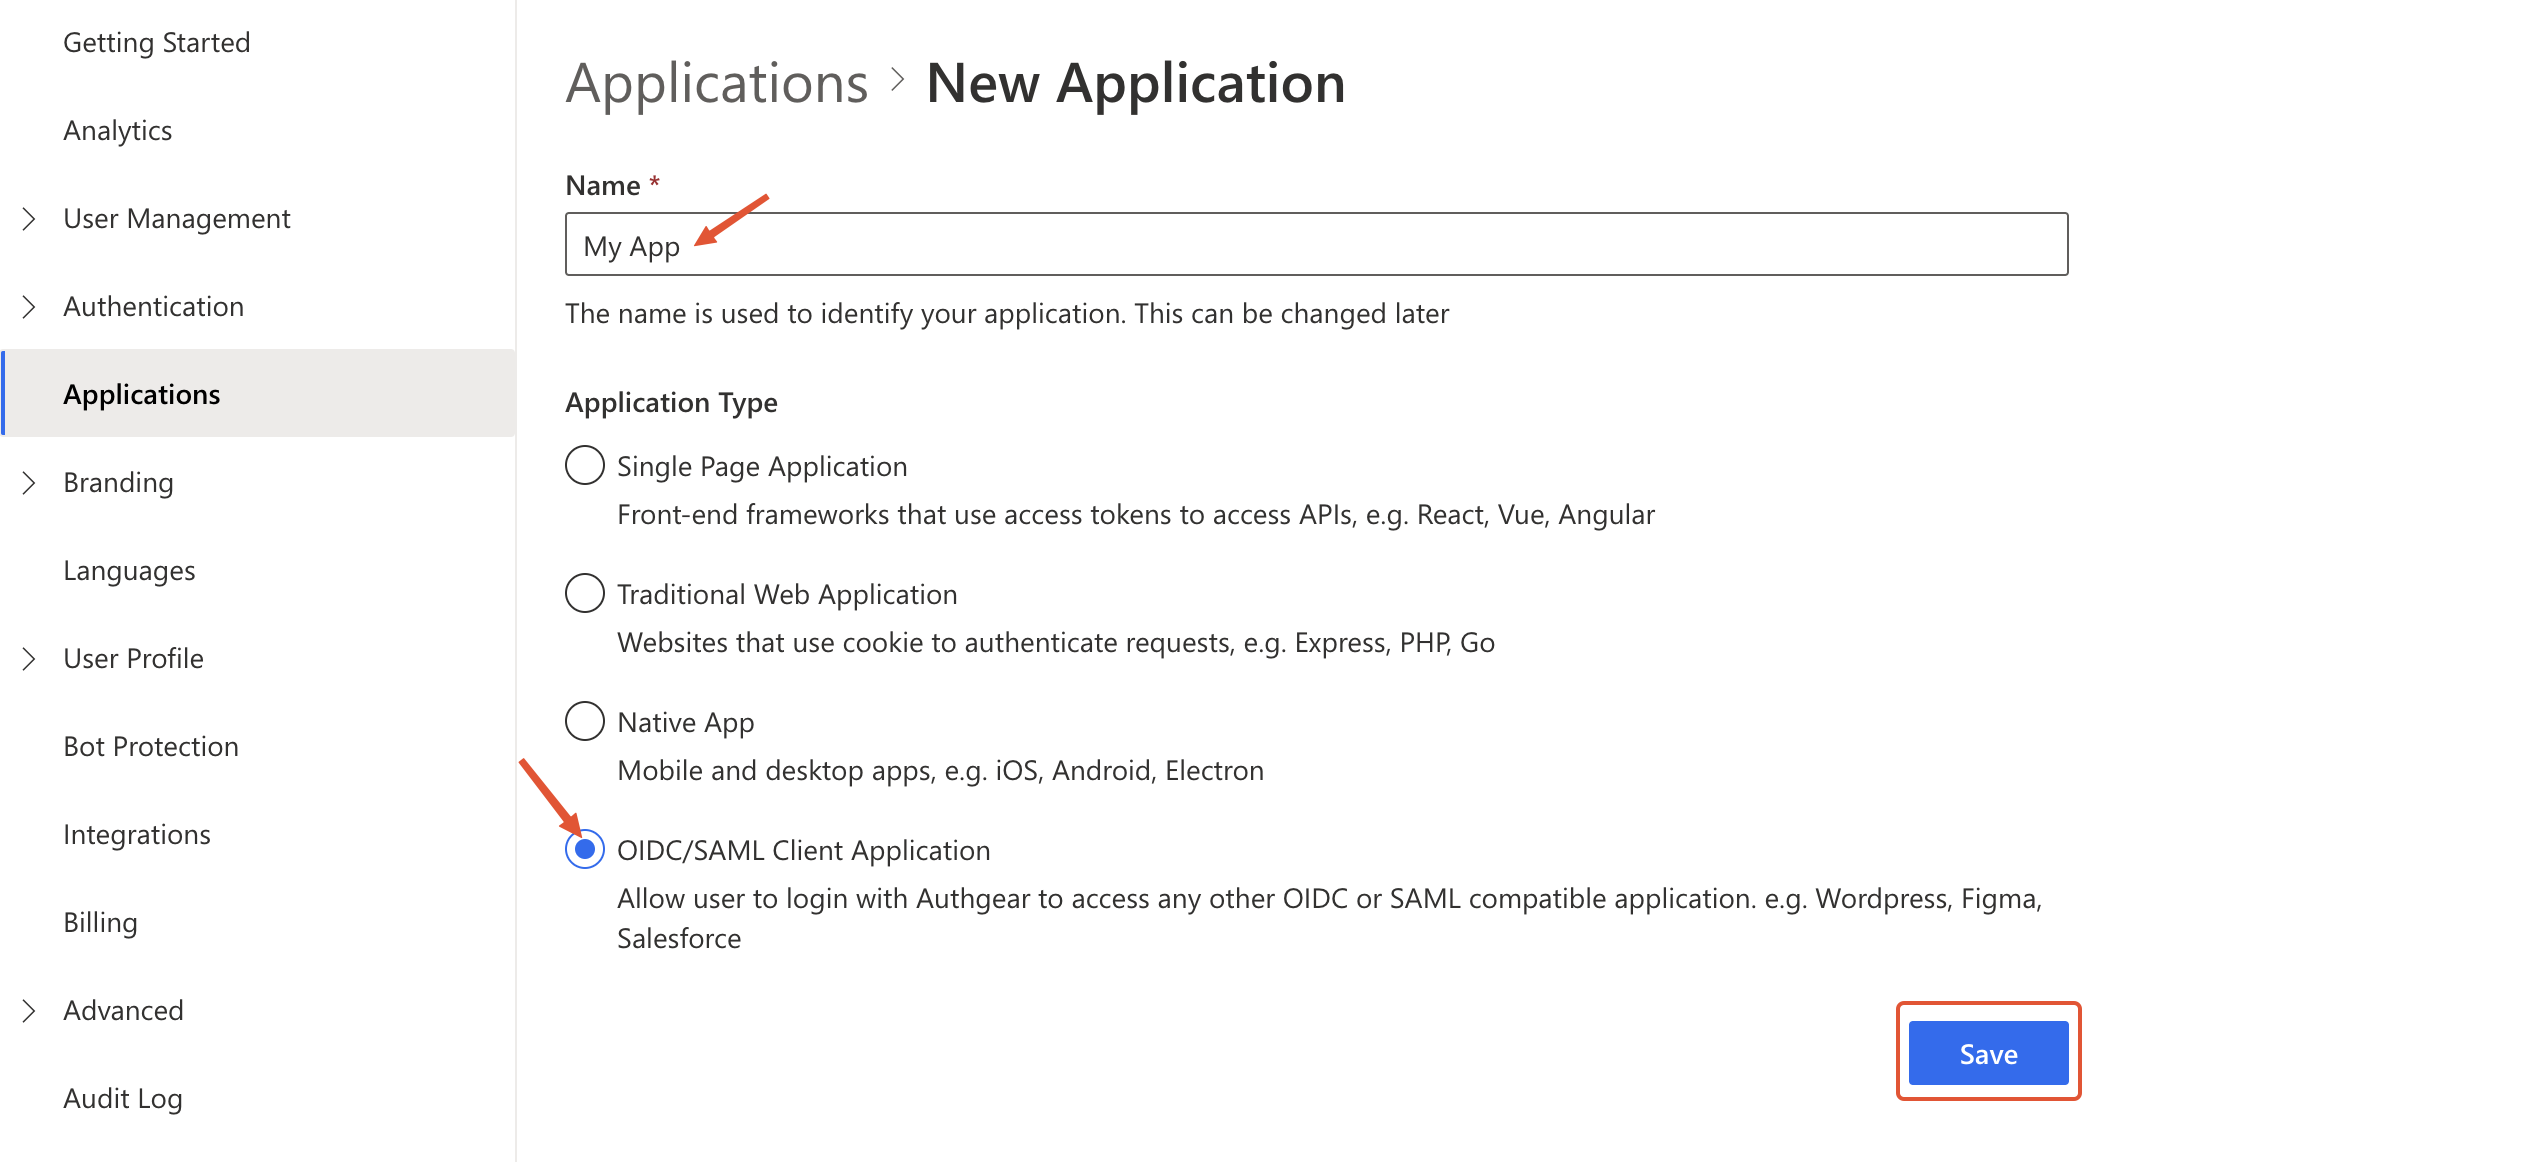 Getting Started
Analytics
User Management
Authentication
Applications
Branding
Languages
User Profile
Bot Protection
Integrations
Billing
Advanced
Audit Log
Applications > New Application
Name *
My App
The name is used to identify your application. This can be changed later
Application Type
Single Page Application
Front-end frameworks that use access tokens to access APIs, e.g. React, Vue, Angular
Traditional Web Application
Websites that use cookie to authenticate requests, e.g. Express, PHP, Go
Native App
Mobile and desktop apps, e.g. iOS, Android, Electron
OIDC/SAML Client Application
Allow user to login with Authgear to access any other OIDC or SAML compatible application. e.g. Wordpress, Figma,
Salesforce
Save